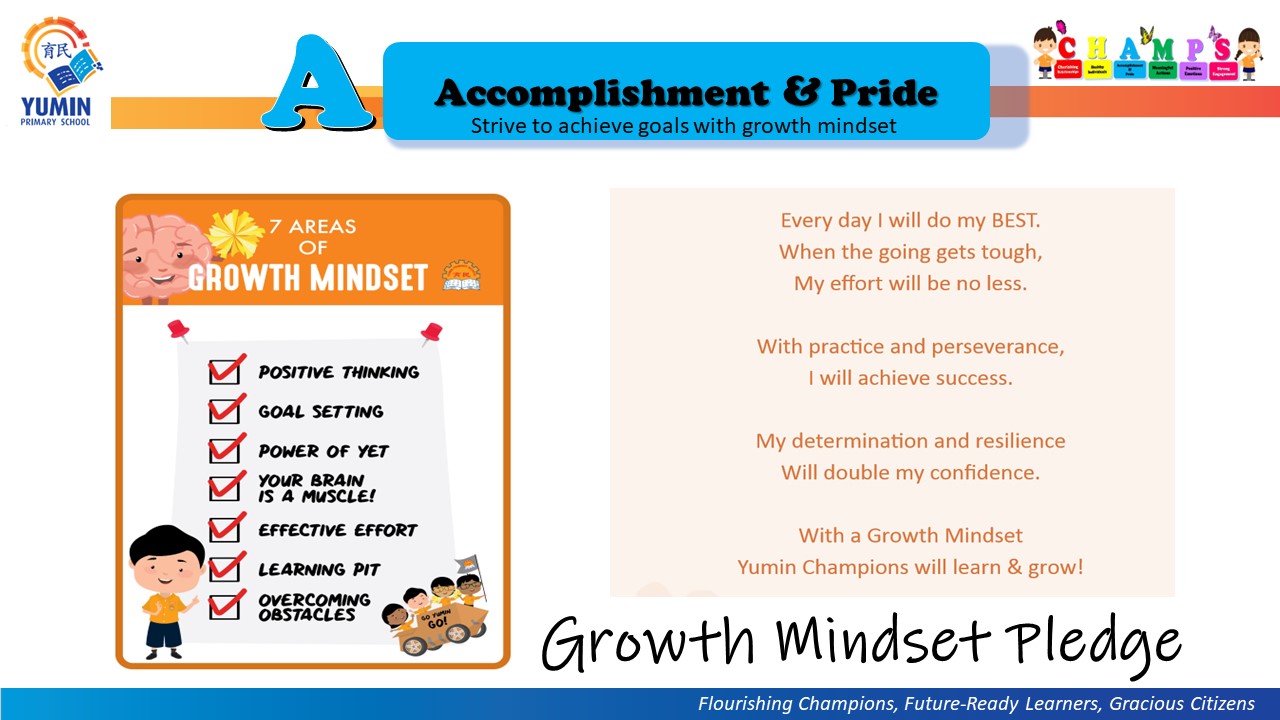 育民
YUMIN
PRIMARY SCHOOL
A
Accomplishment & Pride
Strive to achieve goals with growth mindset
CHAMPS
7 AREAS
OF
GROWTH MINDSET
POSITIVE THINKING
GOAL SETTING
POWER OF YET
YOUR BRAIN
IS A MUSCLE!
EFFECTIVE EFFORT
LEARNING PIT
OVERCOMING
OBSTACLES
GO YUMIN
GO!
Every day I will do my BEST.
When the going gets tough,
My effort will be no less.
With practice and perseverance,
I will achieve success.
My determination and resilience
Will double my confidence.
With a Growth Mindset
Yumin Champions will learn & grow!
Growth Mindset Pledge
Flourishing Champions, Future-Ready Learners, Gracious Citizens